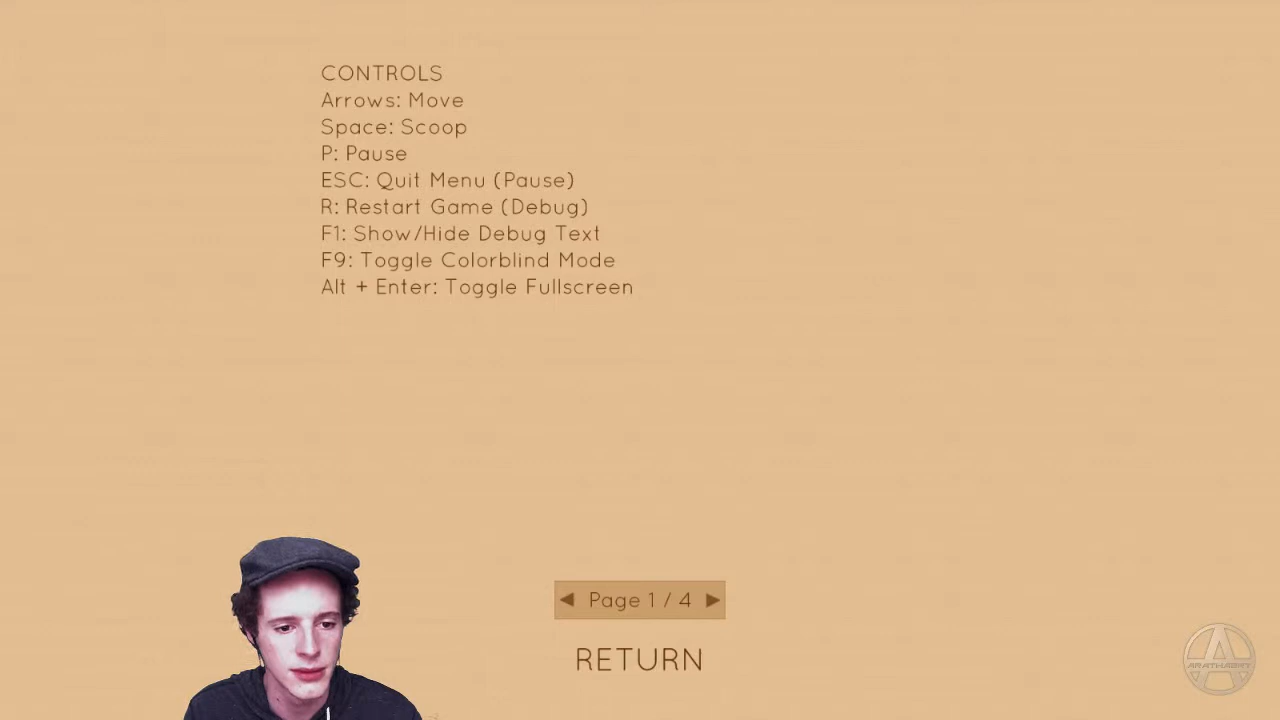 CONTROLS
Arrows: Move
Space: Scoop
P: Pause
ESC: Quit Menu (Pause)
R: Restart Game (Debug)
F1: Show/Hide Debug Text
F9: Toggle Colorblind Mode
Alt + Enter: Toggle Fullscreen
◀ Page 1 / 4 ▶
RETURN